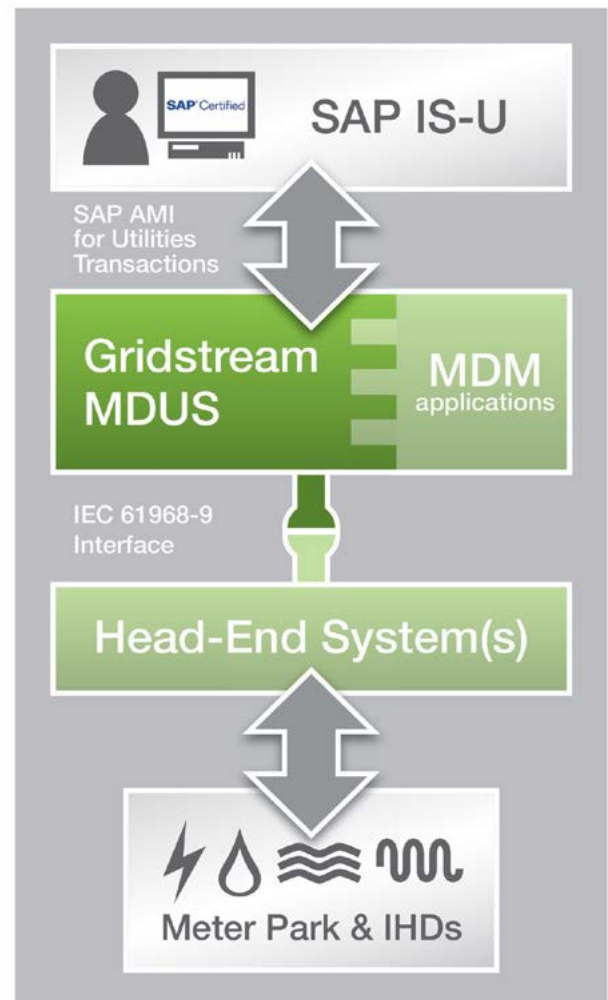 SAP Certified
SAP IS-U
SAP AMI
for Utilities
Transactions
Gridstream
MDUS
MDM
applications
IEC 61968-9
Interface
Head-End System(s)
Meter Park & IHDs